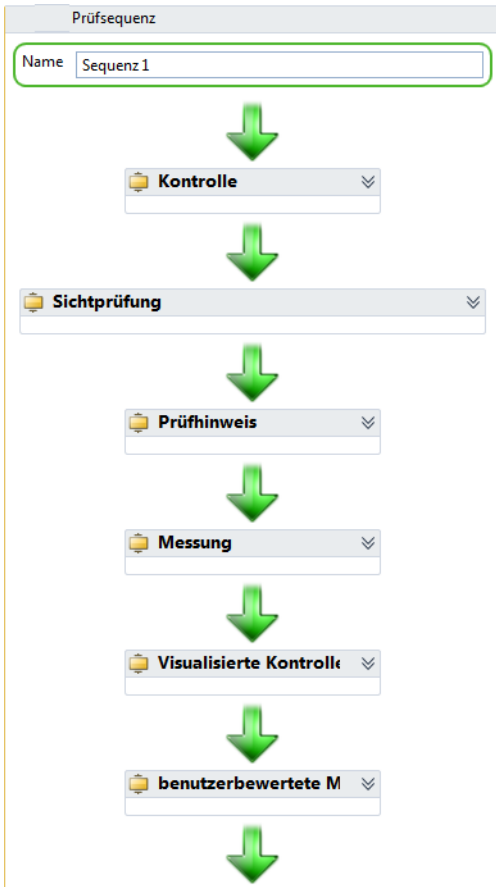 Prüfsequenz
Name Sequenz 1
Kontrolle
Sichtprüfung
Prüfhinweis
Messung
Visualisierte Kontrolle
benutzerbewertete M